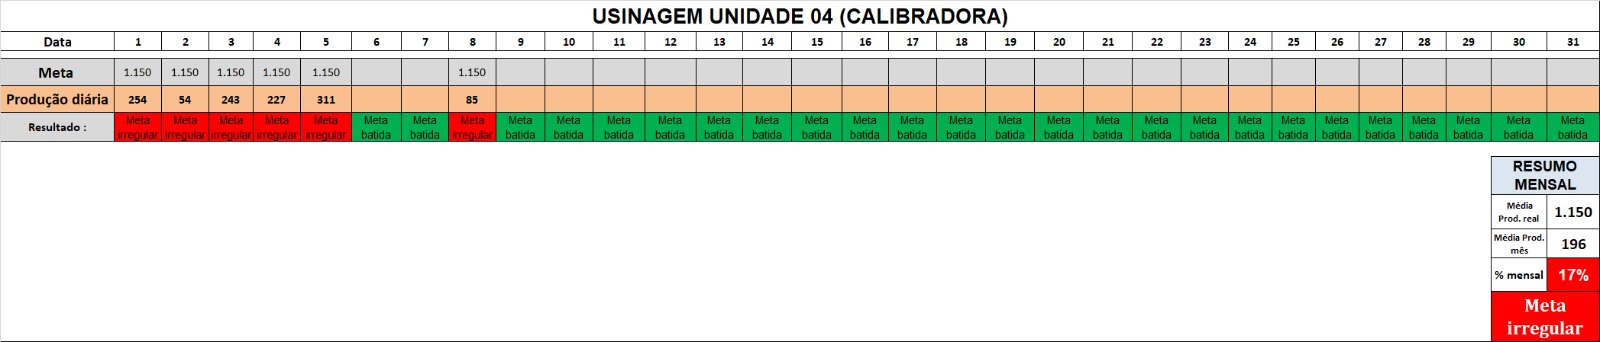 USINAGEM UNIDADE 04 (CALIBRADORA)
Data 1 2 3 4 5 6 7 8 9 10 11 12 13 14 15 16 17 18 19 20 21 22 23 24 25 26 27 28 29 30 31
Meta 1.150 1.150 1.150 1.150 1.150 1.150
Produção diária 254 54 243 227 311 85
Resultado : Meta Meta Meta Meta Meta Meta Meta Meta Meta Meta Meta Meta Meta Meta Meta Meta Meta Meta Meta Meta Meta Meta Meta Meta Meta Meta Meta Meta Meta Meta Meta
irregular irregular irregular irregular irregular batida batida irregular batida batida batida batida batida batida batida batida batida batida batida batida batida batida batida batida batida batida batida batida batida batida batida
RESUMO
MENSAL
Média
Prod. real
1.150
Média Prod.
mês
196
% mensal 17%
Meta
irregular